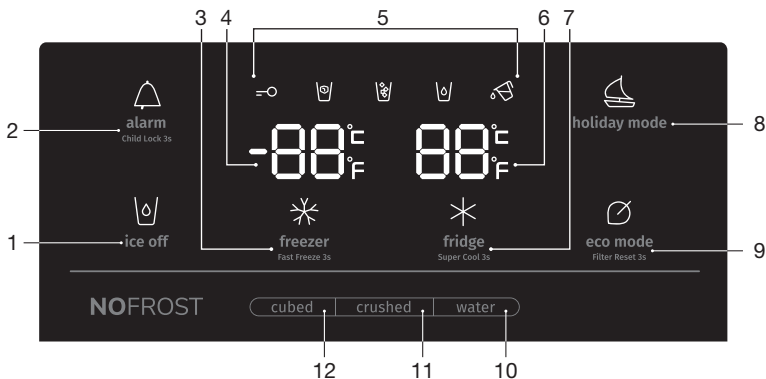 3 4 5 6 7
2 alarm holiday mode 8
Child Lock 3s
-88°C 88°C
°F °F
1 ice off freezer fridge eco mode 9
Fast Freeze 3s Super Cool 3s Filter Reset 3s
NOFROST cubed crushed water
12 11 10